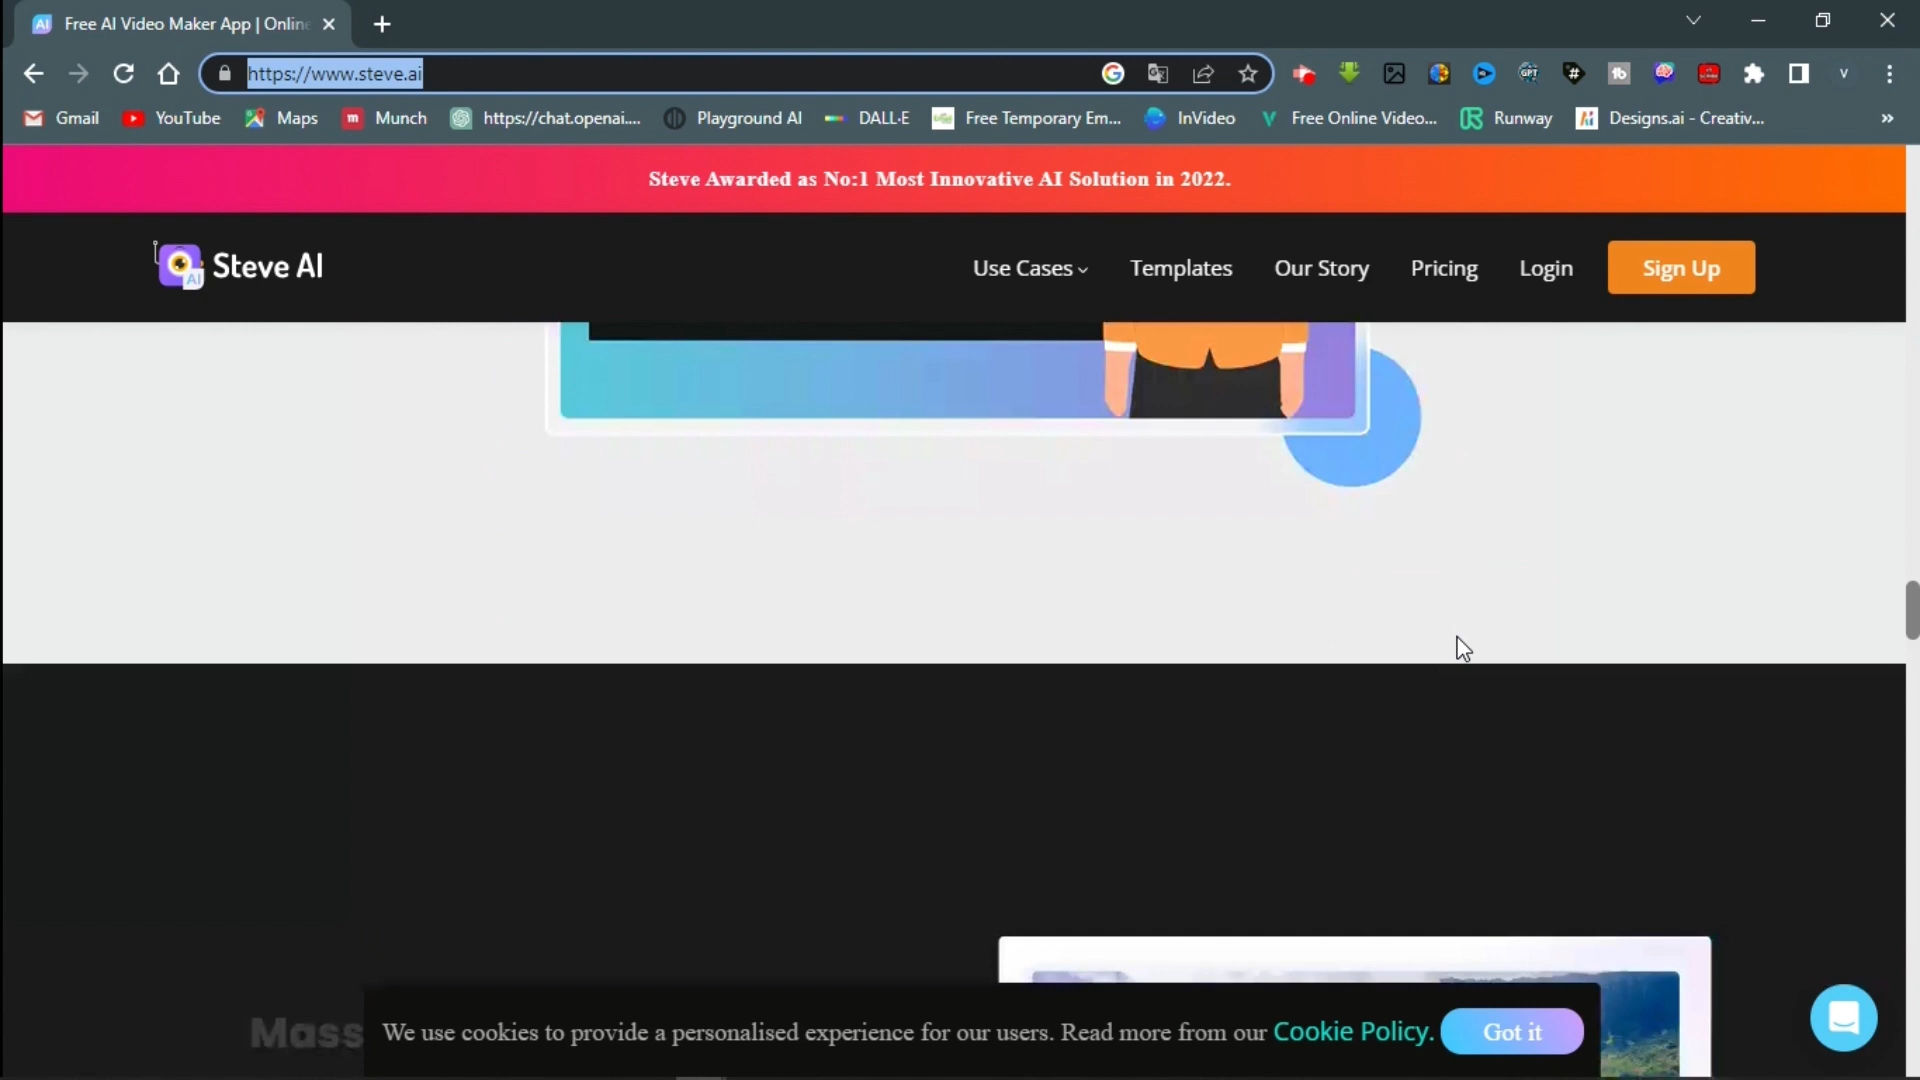 Free AI Video Maker App | Online
https://www.steve.ai
Gmail YouTube Maps Munch https://chat.openai.... Playground AI DALL·E Free Temporary Em... InVideo Free Online Video... Runway Designs.ai - Creativ...
Steve Awarded as No:1 Most Innovative AI Solution in 2022.
Steve AI Use Cases Templates Our Story Pricing Login Sign Up
Mass
We use cookies to provide a personalised experience for our users. Read more from our Cookie Policy. Got it